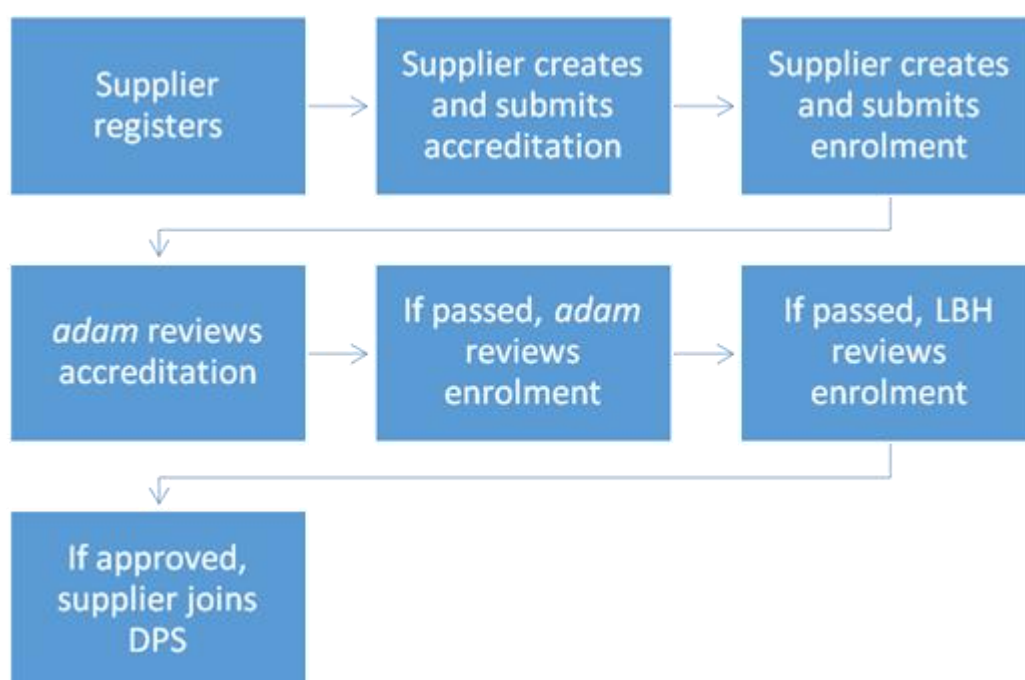 Supplier
registers
Supplier creates
and submits
accreditation
Supplier creates
and submits
enrolment
adam reviews
accreditation
If passed, adam
reviews
enrolment
If passed, LBH
reviews
enrolment
If approved,
supplier joins
DPS